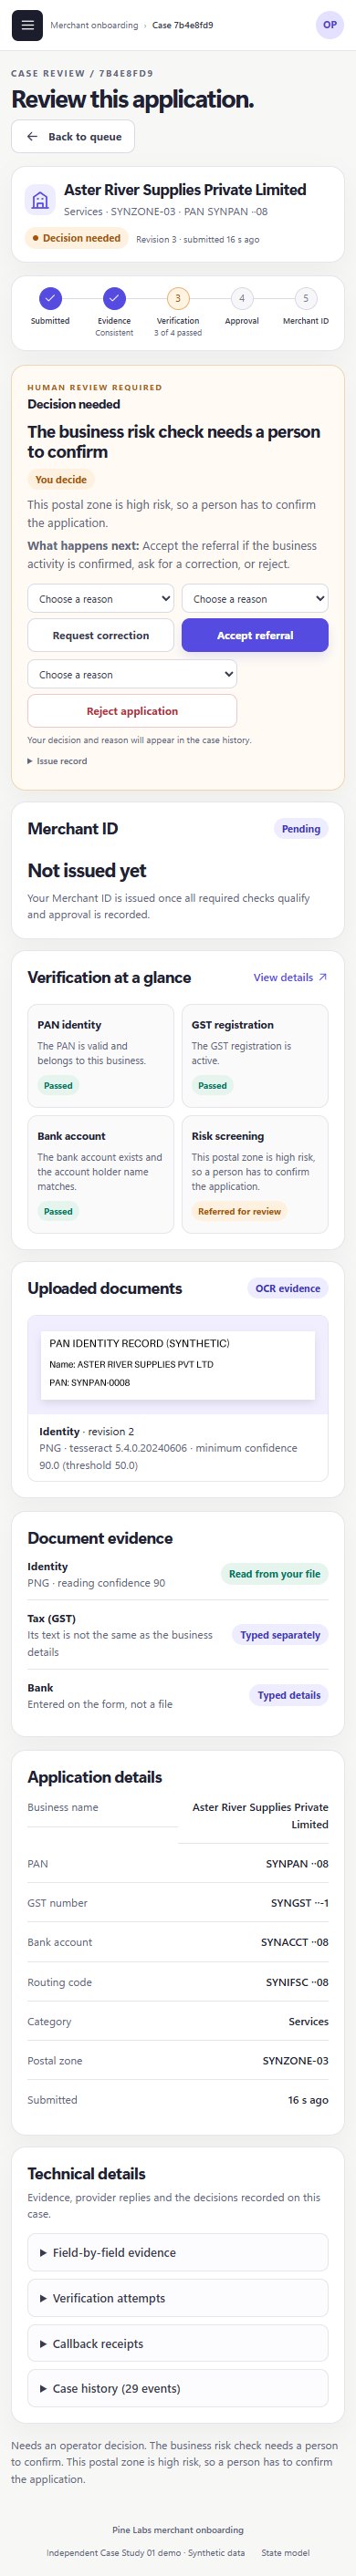 Merchant onboarding › Case 7b4e8fd9
OP
CASE REVIEW / 7B4E8FD9
Review this application.
← Back to queue
Aster River Supplies Private Limited
Services · SYNZONE-03 · PAN SYNPAN ··08
Decision needed
Revision 3 · submitted 16 s ago
3
4
5
Submitted
Evidence
Verification
Approval
Merchant ID
Consistent
3 of 4 passed
HUMAN REVIEW REQUIRED
Decision needed
The business risk check needs a person
to confirm
You decide
This postal zone is high risk, so a person has to confirm
the application.
What happens next: Accept the referral if the business
activity is confirmed, ask for a correction, or reject.
Choose a reason
Choose a reason
Request correction
Accept referral
Choose a reason
Reject application
Your decision and reason will appear in the case history.
Issue record
Merchant ID
Pending
Not issued yet
Your Merchant ID is issued once all required checks qualify
and approval is recorded.
Verification at a glance
View details ↗
PAN identity
The PAN is valid and
belongs to this business.
Passed
GST registration
The GST registration is
active.
Passed
Bank account
The bank account exists and
the account holder name
matches.
Passed
Risk screening
This postal zone is high risk,
so a person has to confirm
the application.
Referred for review
Uploaded documents
OCR evidence
PAN IDENTITY RECORD (SYNTHETIC)
Name: ASTER RIVER SUPPLIES PVT LTD
PAN: SYNPAN-0008
Identity · revision 2
PNG · tesseract 5.4.0.20240606 · minimum confidence
90.0 (threshold 50.0)
Document evidence
Identity
PNG · reading confidence 90
Read from your file
Tax (GST)
Its text is not the same as the business
details
Typed separately
Bank
Entered on the form, not a file
Typed details
Application details
Business name
Aster River Supplies Private
Limited
PAN
SYNPAN ··08
GST number
SYNGST ··-1
Bank account
SYNACCT ··08
Routing code
SYNIFSC ··08
Category
Services
Postal zone
SYNZONE-03
Submitted
16 s ago
Technical details
Evidence, provider replies and the decisions recorded on this
case.
Field-by-field evidence
Verification attempts
Callback receipts
Case history (29 events)
Needs an operator decision. The business risk check needs a person
to confirm. This postal zone is high risk, so a person has to confirm
the application.
Pine Labs merchant onboarding
Independent Case Study 01 demo · Synthetic data
State model